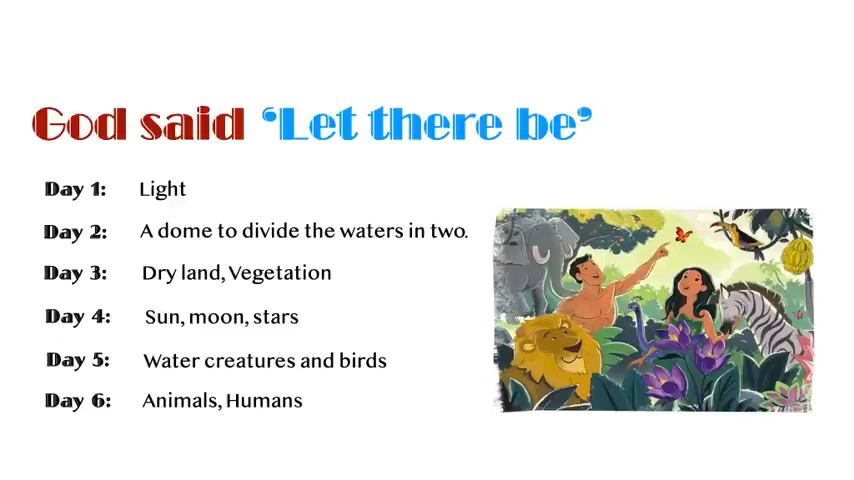 God said ‘Let there be’
Day 1: Light
Day 2: A dome to divide the waters in two.
Day 3: Dry land, Vegetation
Day 4: Sun, moon, stars
Day 5: Water creatures and birds
Day 6: Animals, Humans